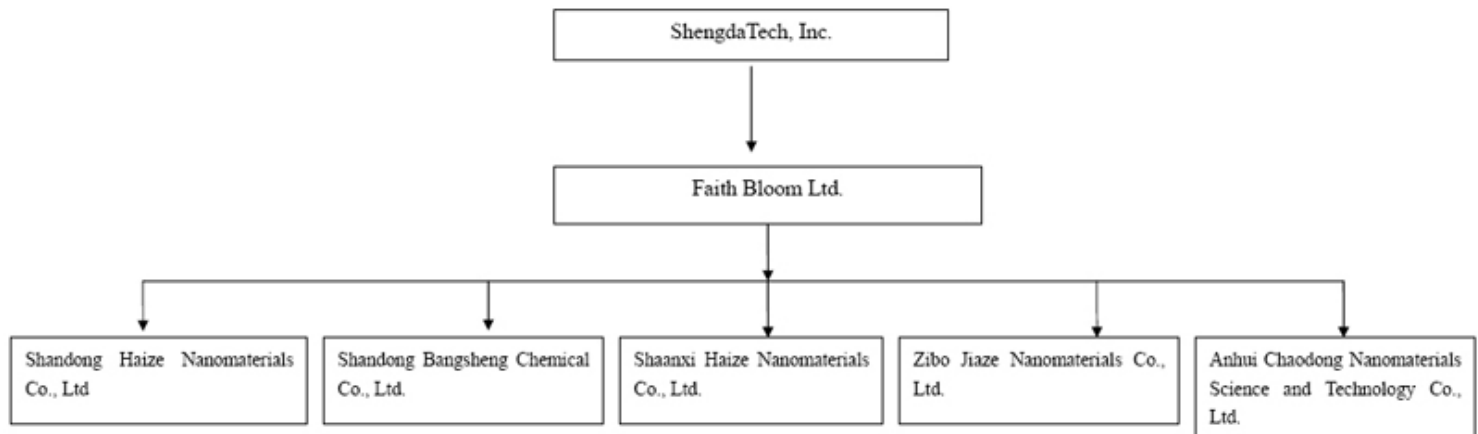 ShengdaTech, Inc.
Faith Bloom Ltd.
Shandong Haize Nanomaterials
Co., Ltd
Shandong Bangsheng Chemical
Co., Ltd.
Shaanxi Haize Nanomaterials
Co., Ltd.
Zibo Jiaze Nanomaterials Co.,
Ltd.
Anhui Chaodong Nanomaterials
Science and Technology Co.,
Ltd.